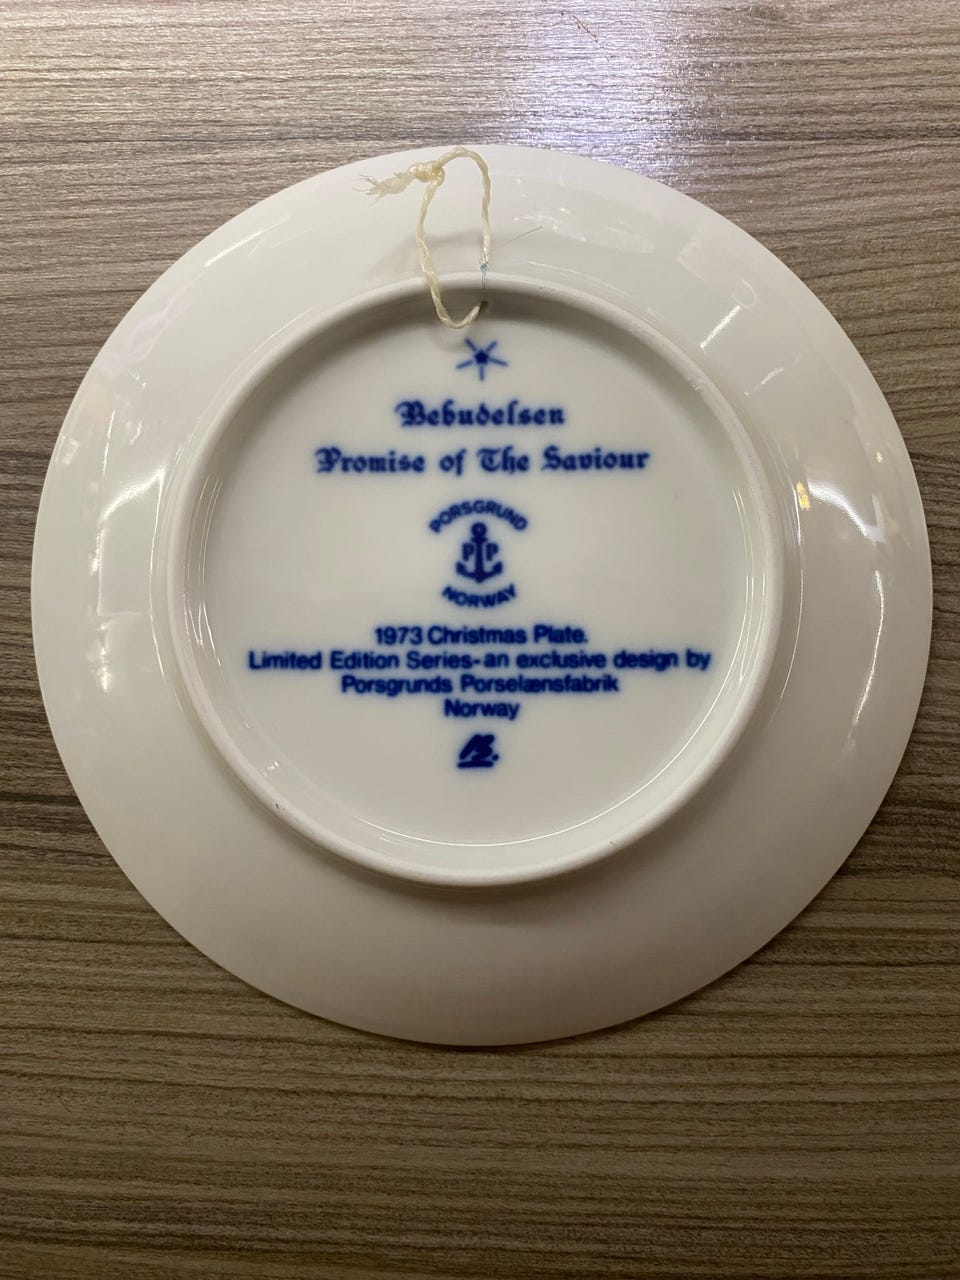 Bebudelsen
Promise of The Saviour
PORSGRUND
PP
NORWAY
1973 Christmas Plate.
Limited Edition Series-an exclusive design by
Porsgrunds Porselænsfabrik
Norway